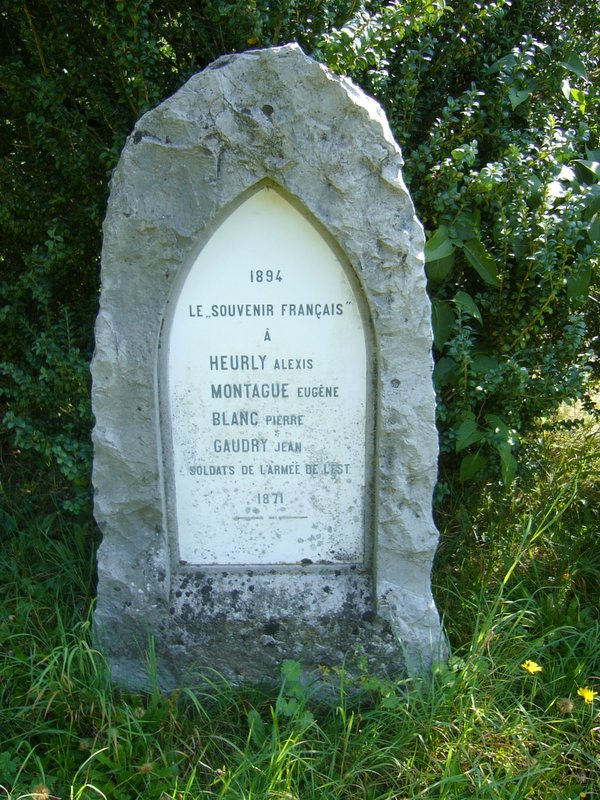 1894
LE „SOUVENIR FRANÇAIS"
À
HEURLY ALEXIS
MONTAGUE EUGÈNE
BLANC PIERRE
GAUDRY JEAN
SOLDATS DE L'ARMÉE DE L'EST
1871